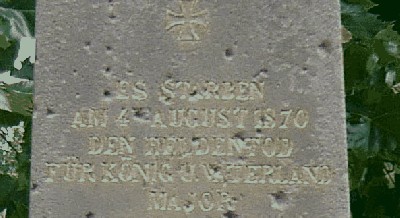 ES STARBEN
AM 4. AUGUST 1870
DEN HELDENTOD
FÜR KÖNIG U. VATERLAND
MAJOR